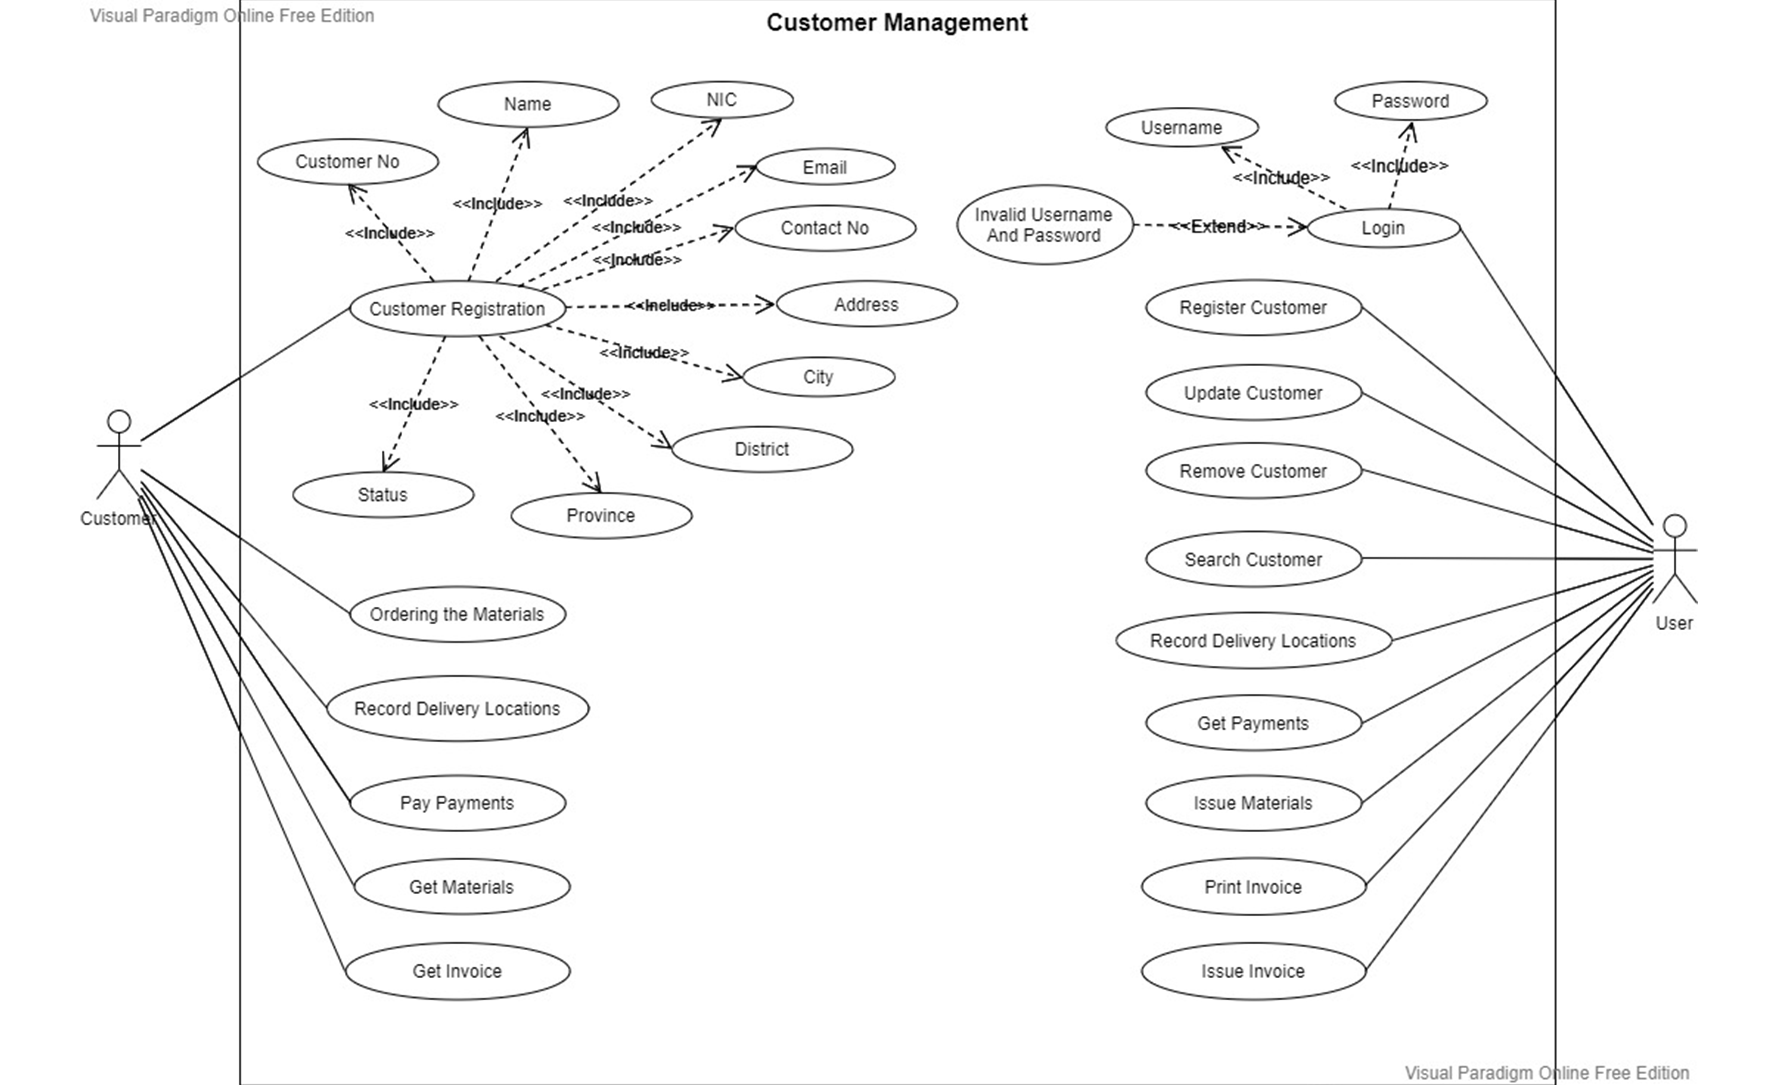 Visual Paradigm Online Free Edition
Customer Management
Name
NIC
Customer No
Email
Contact No
<<Include>>
<<Include>>
<<Include>>
<<Include>>
<<Include>>
Customer Registration
<<Include>>
Address
<<Include>>
City
<<Include>>
<<Include>>
<<Include>>
District
Status
Province
Customer
Ordering the Materials
Record Delivery Locations
Pay Payments
Get Materials
Get Invoice
Password
Username
<<Include>>
<<Include>>
Invalid Username
And Password
<<Extend>>
Login
Register Customer
Update Customer
Remove Customer
Search Customer
Record Delivery Locations
Get Payments
Issue Materials
Print Invoice
Issue Invoice
User
Visual Paradigm Online Free Edition